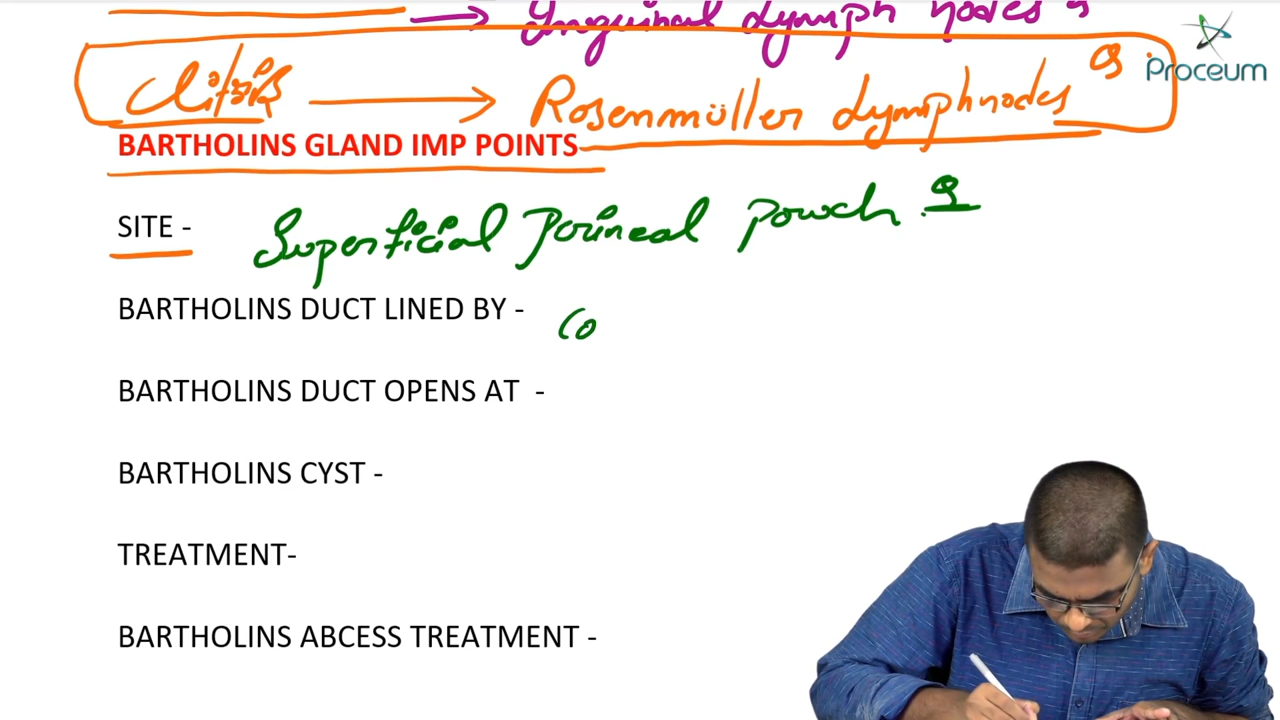 Inguinal Lymph nodes Q
Proceum
Clitoris → Rosenmüller Lymphnodes Q
BARTHOLINS GLAND IMP POINTS
SITE - Superficial Perineal Pouch. Q
BARTHOLINS DUCT LINED BY - Co
BARTHOLINS DUCT OPENS AT -
BARTHOLINS CYST -
TREATMENT-
BARTHOLINS ABCESS TREATMENT -